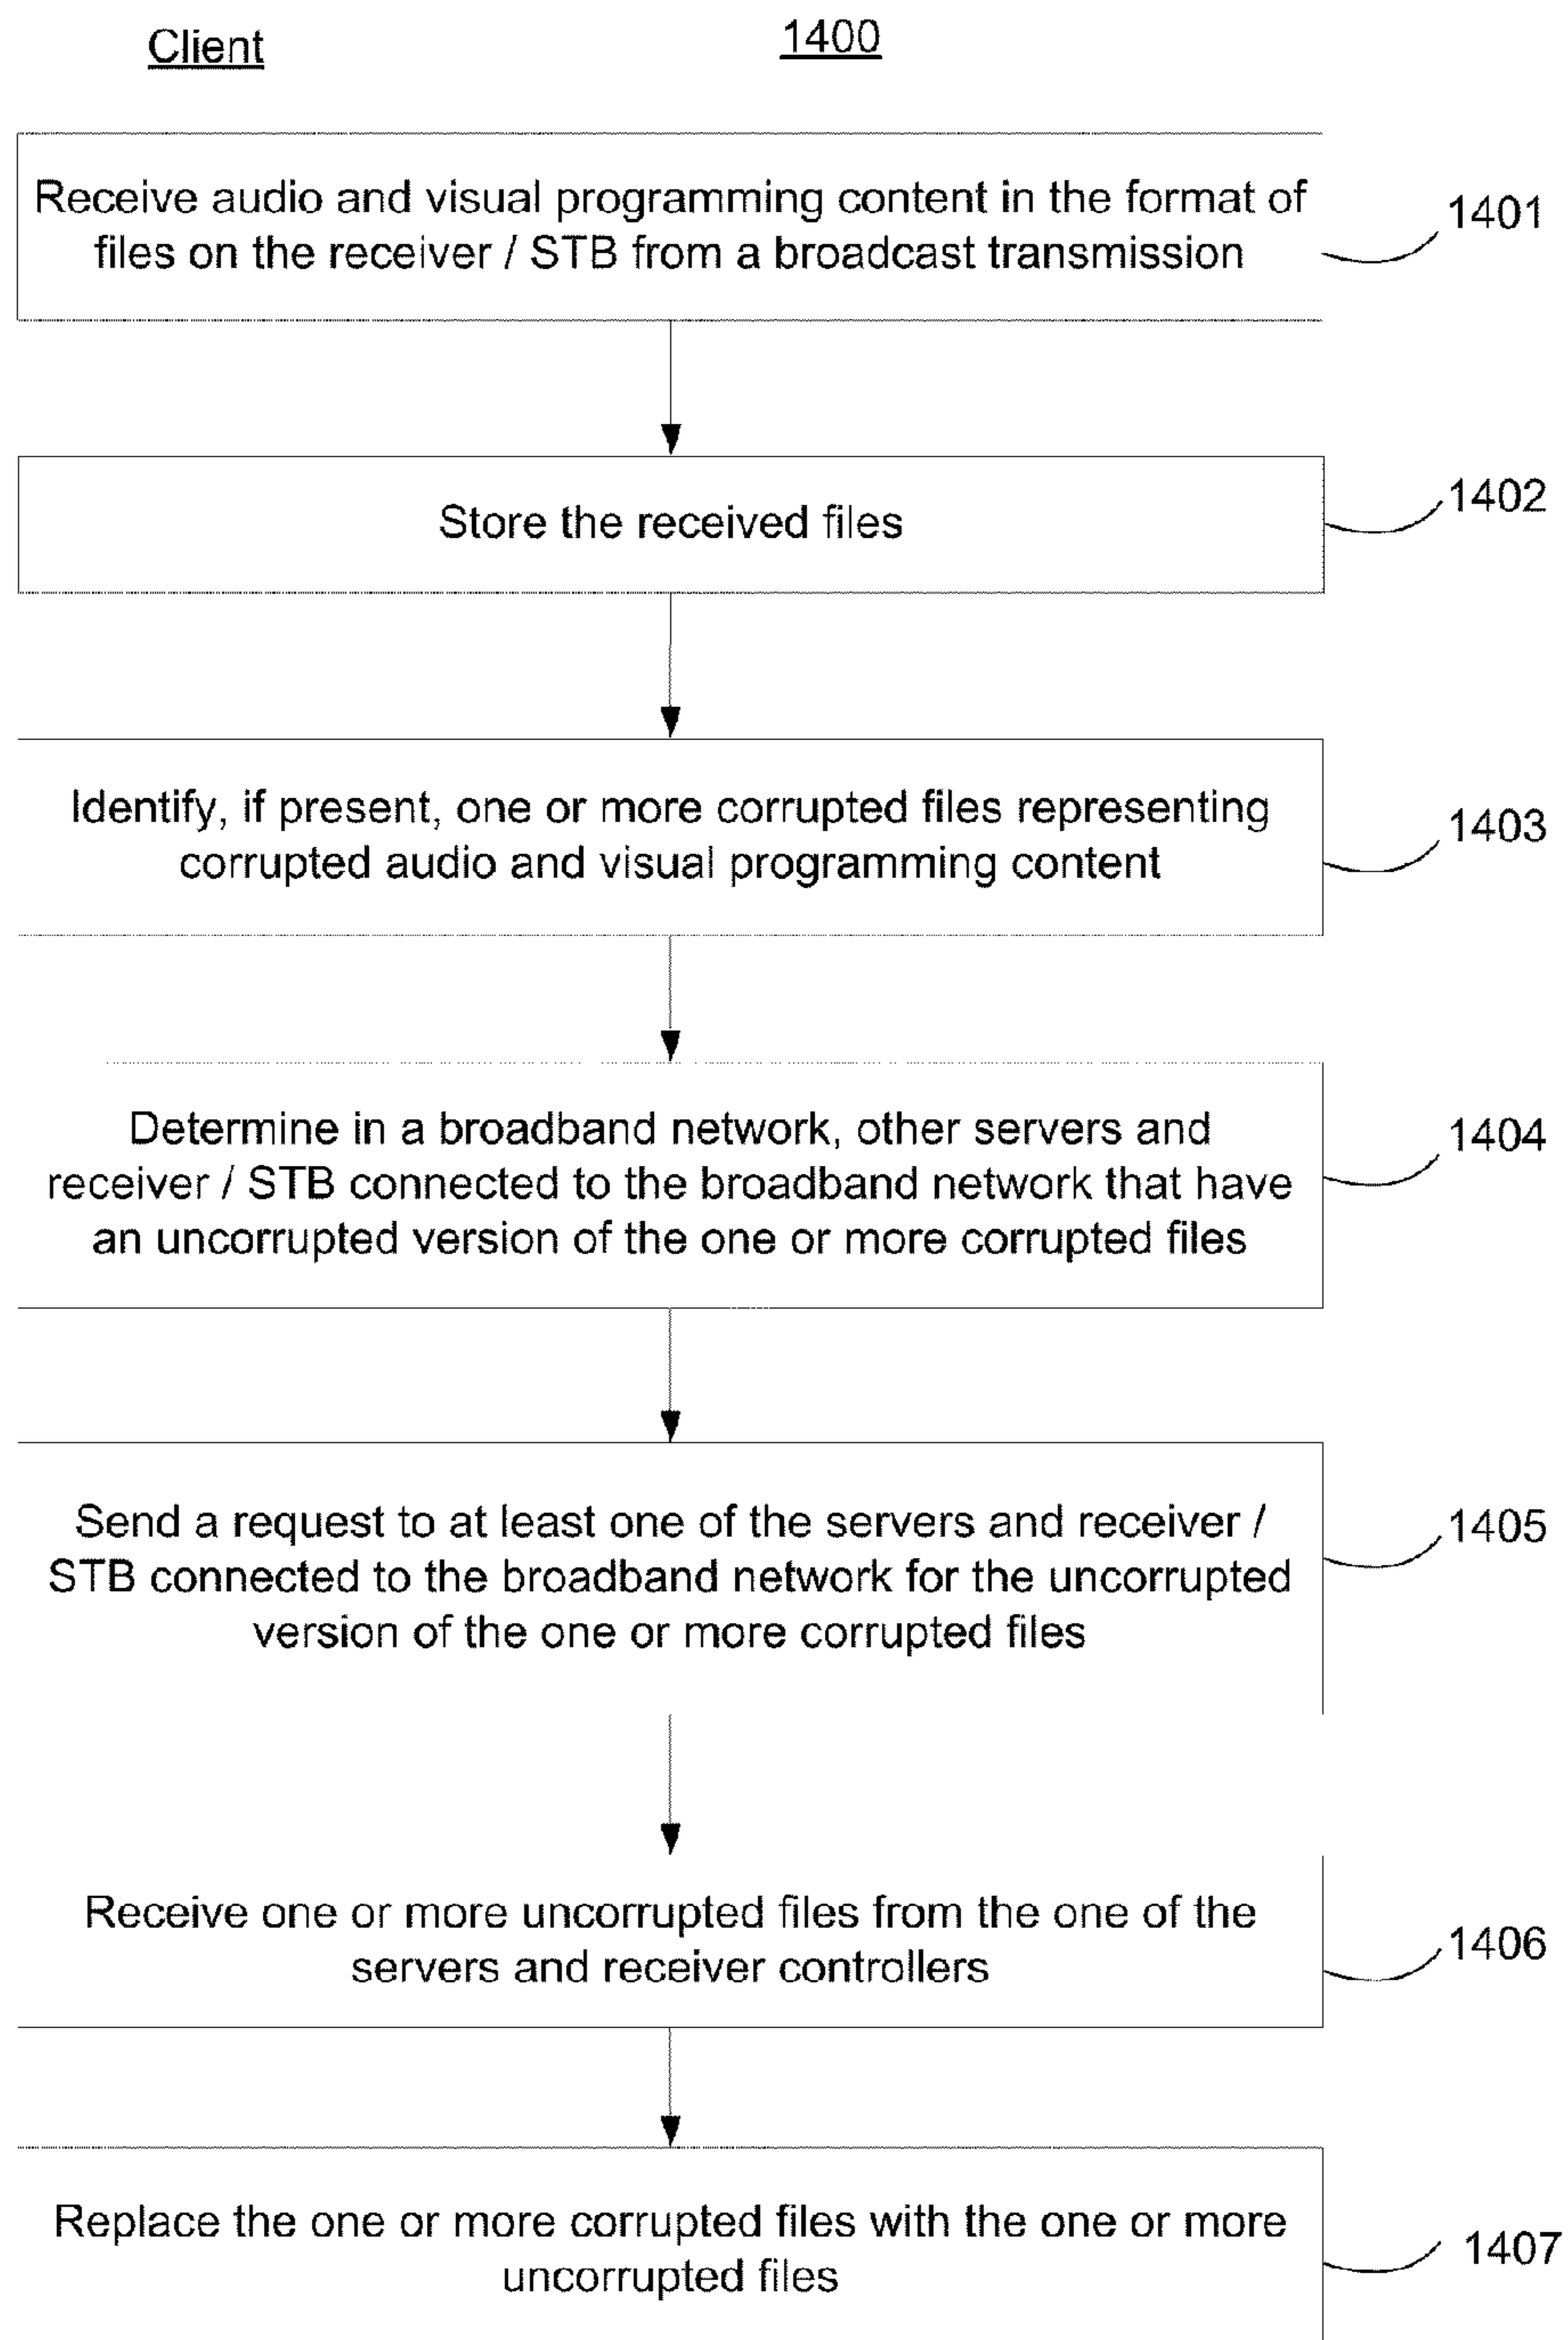 Client
1400
Receive audio and visual programming content in the format of
files on the receiver / STB from a broadcast transmission
1401
Store the received files
1402
Identify, if present, one or more corrupted files representing
corrupted audio and visual programming content
1403
Determine in a broadband network, other servers and
receiver / STB connected to the broadband network that have
an uncorrupted version of the one or more corrupted files
1404
Send a request to at least one of the servers and receiver /
STB connected to the broadband network for the uncorrupted
version of the one or more corrupted files
1405
Receive one or more uncorrupted files from the one of the
servers and receiver controllers
1406
Replace the one or more corrupted files with the one or more
uncorrupted files
1407